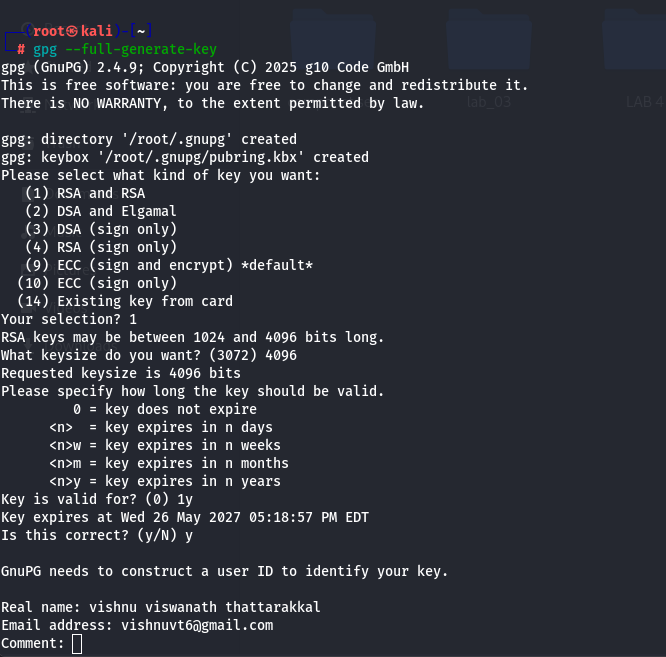 (root㉿kali)-[~]
# gpg --full-generate-key
gpg (GnuPG) 2.4.9; Copyright (C) 2025 g10 Code GmbH
This is free software: you are free to change and redistribute it.
There is NO WARRANTY, to the extent permitted by law.
lab_03
LAB 4
gpg: directory '/root/.gnupg' created
gpg: keybox '/root/.gnupg/pubring.kbx' created
Please select what kind of key you want:
(1) RSA and RSA
(2) DSA and Elgamal
(3) DSA (sign only)
(4) RSA (sign only)
(9) ECC (sign and encrypt) *default*
(10) ECC (sign only)
(14) Existing key from card
Your selection? 1
RSA keys may be between 1024 and 4096 bits long.
What keysize do you want? (3072) 4096
Requested keysize is 4096 bits
Please specify how long the key should be valid.
0 = key does not expire
<n>  = key expires in n days
<n>w = key expires in n weeks
<n>m = key expires in n months
<n>y = key expires in n years
Key is valid for? (0) 1y
Key expires at Wed 26 May 2027 05:18:57 PM EDT
Is this correct? (y/N) y
GnuPG needs to construct a user ID to identify your key.
Real name: vishnu viswanath thattarakkal
Email address: vishnuvt6@gmail.com
Comment: